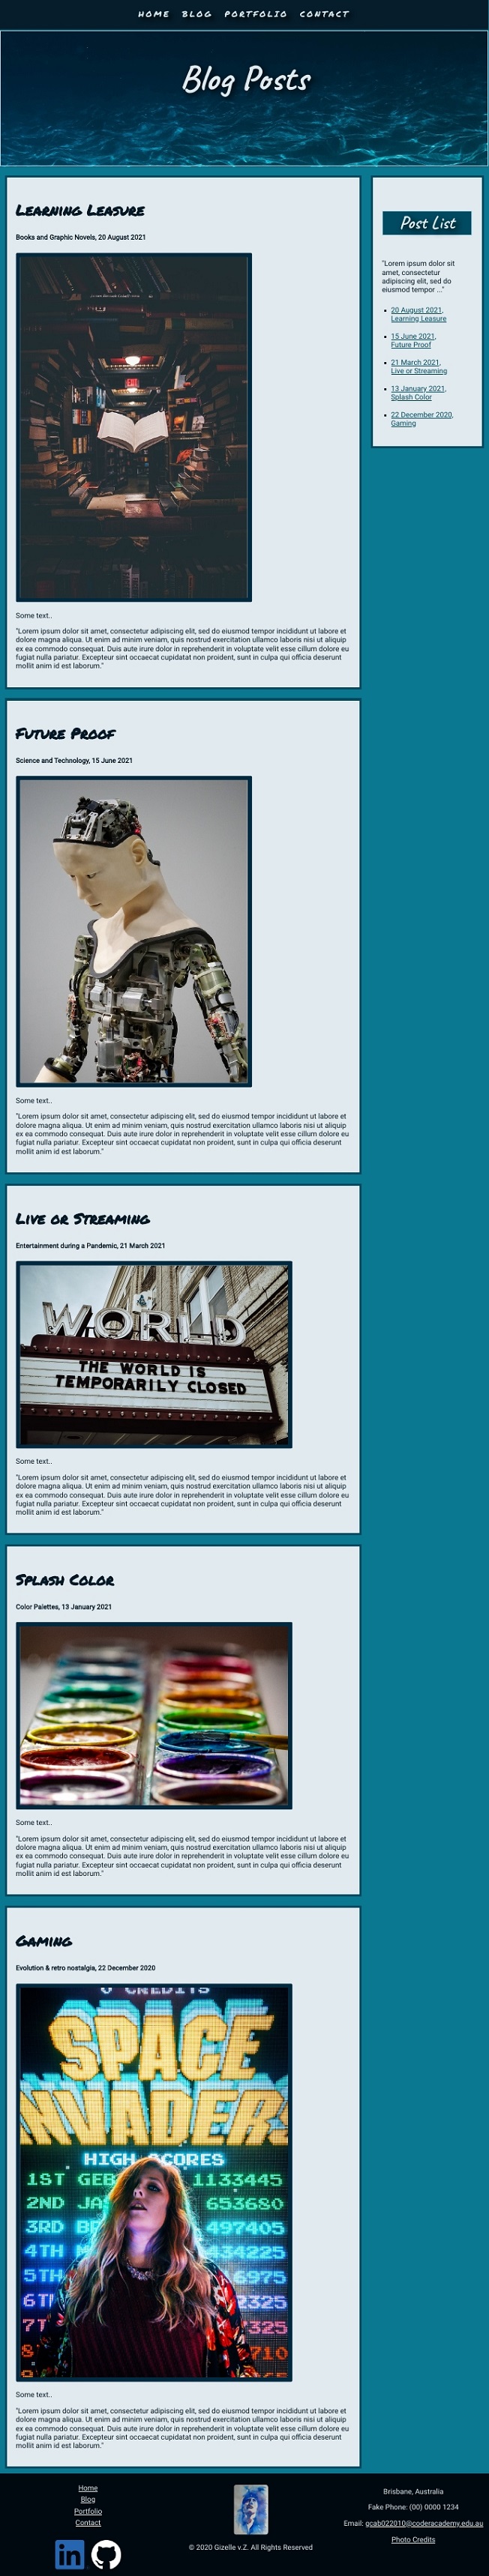 HOME BLOG PORTFOLIO CONTACT
Blog Posts
Learning Leasure
Books and Graphic Novels, 20 August 2021
Some text..
"Lorem ipsum dolor sit amet, consectetur adipiscing elit, sed do eiusmod tempor incididunt ut labore et
dolore magna aliqua. Ut enim ad minim veniam, quis nostrud exercitation ullamco laboris nisi ut aliquip
ex ea commodo consequat. Duis aute irure dolor in reprehenderit in voluptate velit esse cillum dolore eu
fugiat nulla pariatur. Excepteur sint occaecat cupidatat non proident, sunt in culpa qui officia deserunt
mollit anim id est laborum."
Post List
"Lorem ipsum dolor sit
amet, consectetur
adipiscing elit, sed do
eiusmod tempor ..."
20 August 2021,
Learning Leasure
15 June 2021,
Future Proof
21 March 2021,
Live or Streaming
13 January 2021,
Splash Color
22 December 2020,
Gaming
Future Proof
Science and Technology, 15 June 2021
Some text..
"Lorem ipsum dolor sit amet, consectetur adipiscing elit, sed do eiusmod tempor incididunt ut labore et
dolore magna aliqua. Ut enim ad minim veniam, quis nostrud exercitation ullamco laboris nisi ut aliquip
ex ea commodo consequat. Duis aute irure dolor in reprehenderit in voluptate velit esse cillum dolore eu
fugiat nulla pariatur. Excepteur sint occaecat cupidatat non proident, sunt in culpa qui officia deserunt
mollit anim id est laborum."
Live or Streaming
Entertainment during a Pandemic, 21 March 2021
WORLD
THE WORLD IS
TEMPORARILY CLOSED
Some text..
"Lorem ipsum dolor sit amet, consectetur adipiscing elit, sed do eiusmod tempor incididunt ut labore et
dolore magna aliqua. Ut enim ad minim veniam, quis nostrud exercitation ullamco laboris nisi ut aliquip
ex ea commodo consequat. Duis aute irure dolor in reprehenderit in voluptate velit esse cillum dolore eu
fugiat nulla pariatur. Excepteur sint occaecat cupidatat non proident, sunt in culpa qui officia deserunt
mollit anim id est laborum."
Splash Color
Color Palettes, 13 January 2021
Some text..
"Lorem ipsum dolor sit amet, consectetur adipiscing elit, sed do eiusmod tempor incididunt ut labore et
dolore magna aliqua. Ut enim ad minim veniam, quis nostrud exercitation ullamco laboris nisi ut aliquip
ex ea commodo consequat. Duis aute irure dolor in reprehenderit in voluptate velit esse cillum dolore eu
fugiat nulla pariatur. Excepteur sint occaecat cupidatat non proident, sunt in culpa qui officia deserunt
mollit anim id est laborum."
Gaming
Evolution & retro nostalgia, 22 December 2020
CREDITS
SPACE
NVADER
HIGH SCORES
1ST GEB 1133445
2ND JA 653680
3RD 497405
4TH 34225
5TH 6975
6T 2325
7T 325
8 710
Some text..
"Lorem ipsum dolor sit amet, consectetur adipiscing elit, sed do eiusmod tempor incididunt ut labore et
dolore magna aliqua. Ut enim ad minim veniam, quis nostrud exercitation ullamco laboris nisi ut aliquip
ex ea commodo consequat. Duis aute irure dolor in reprehenderit in voluptate velit esse cillum dolore eu
fugiat nulla pariatur. Excepteur sint occaecat cupidatat non proident, sunt in culpa qui officia deserunt
mollit anim id est laborum."
Home
Blog
Portfolio
Contact
in
© 2020 Gizelle v.Z. All Rights Reserved
Brisbane, Australia
Fake Phone: (00) 0000 1234
Email: gcab022010@coderacademy.edu.au
Photo Credits